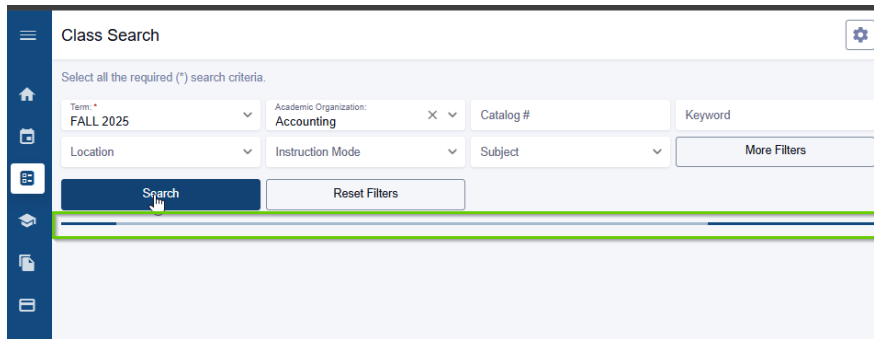 Class Search
Select all the required (*) search criteria.
Term: *
FALL 2025
Academic Organization:
Accounting
Catalog #
Keyword
Location
Instruction Mode
Subject
More Filters
Search
Reset Filters